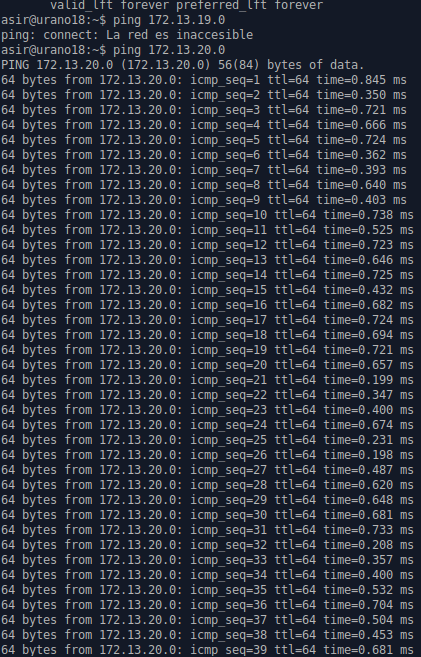 valid_lft forever preferred_lft forever
asir@urano18:~$ ping 172.13.19.0
ping: connect: La red es inaccesible
asir@urano18:~$ ping 172.13.20.0
PING 172.13.20.0 (172.13.20.0) 56(84) bytes of data.
64 bytes from 172.13.20.0: icmp_seq=1 ttl=64 time=0.845 ms
64 bytes from 172.13.20.0: icmp_seq=2 ttl=64 time=0.350 ms
64 bytes from 172.13.20.0: icmp_seq=3 ttl=64 time=0.721 ms
64 bytes from 172.13.20.0: icmp_seq=4 ttl=64 time=0.666 ms
64 bytes from 172.13.20.0: icmp_seq=5 ttl=64 time=0.724 ms
64 bytes from 172.13.20.0: icmp_seq=6 ttl=64 time=0.362 ms
64 bytes from 172.13.20.0: icmp_seq=7 ttl=64 time=0.393 ms
64 bytes from 172.13.20.0: icmp_seq=8 ttl=64 time=0.640 ms
64 bytes from 172.13.20.0: icmp_seq=9 ttl=64 time=0.403 ms
64 bytes from 172.13.20.0: icmp_seq=10 ttl=64 time=0.738 ms
64 bytes from 172.13.20.0: icmp_seq=11 ttl=64 time=0.525 ms
64 bytes from 172.13.20.0: icmp_seq=12 ttl=64 time=0.723 ms
64 bytes from 172.13.20.0: icmp_seq=13 ttl=64 time=0.646 ms
64 bytes from 172.13.20.0: icmp_seq=14 ttl=64 time=0.725 ms
64 bytes from 172.13.20.0: icmp_seq=15 ttl=64 time=0.432 ms
64 bytes from 172.13.20.0: icmp_seq=16 ttl=64 time=0.682 ms
64 bytes from 172.13.20.0: icmp_seq=17 ttl=64 time=0.724 ms
64 bytes from 172.13.20.0: icmp_seq=18 ttl=64 time=0.694 ms
64 bytes from 172.13.20.0: icmp_seq=19 ttl=64 time=0.721 ms
64 bytes from 172.13.20.0: icmp_seq=20 ttl=64 time=0.657 ms
64 bytes from 172.13.20.0: icmp_seq=21 ttl=64 time=0.199 ms
64 bytes from 172.13.20.0: icmp_seq=22 ttl=64 time=0.347 ms
64 bytes from 172.13.20.0: icmp_seq=23 ttl=64 time=0.400 ms
64 bytes from 172.13.20.0: icmp_seq=24 ttl=64 time=0.674 ms
64 bytes from 172.13.20.0: icmp_seq=25 ttl=64 time=0.231 ms
64 bytes from 172.13.20.0: icmp_seq=26 ttl=64 time=0.198 ms
64 bytes from 172.13.20.0: icmp_seq=27 ttl=64 time=0.487 ms
64 bytes from 172.13.20.0: icmp_seq=28 ttl=64 time=0.620 ms
64 bytes from 172.13.20.0: icmp_seq=29 ttl=64 time=0.648 ms
64 bytes from 172.13.20.0: icmp_seq=30 ttl=64 time=0.681 ms
64 bytes from 172.13.20.0: icmp_seq=31 ttl=64 time=0.733 ms
64 bytes from 172.13.20.0: icmp_seq=32 ttl=64 time=0.208 ms
64 bytes from 172.13.20.0: icmp_seq=33 ttl=64 time=0.357 ms
64 bytes from 172.13.20.0: icmp_seq=34 ttl=64 time=0.400 ms
64 bytes from 172.13.20.0: icmp_seq=35 ttl=64 time=0.532 ms
64 bytes from 172.13.20.0: icmp_seq=36 ttl=64 time=0.704 ms
64 bytes from 172.13.20.0: icmp_seq=37 ttl=64 time=0.504 ms
64 bytes from 172.13.20.0: icmp_seq=38 ttl=64 time=0.453 ms
64 bytes from 172.13.20.0: icmp_seq=39 ttl=64 time=0.681 ms